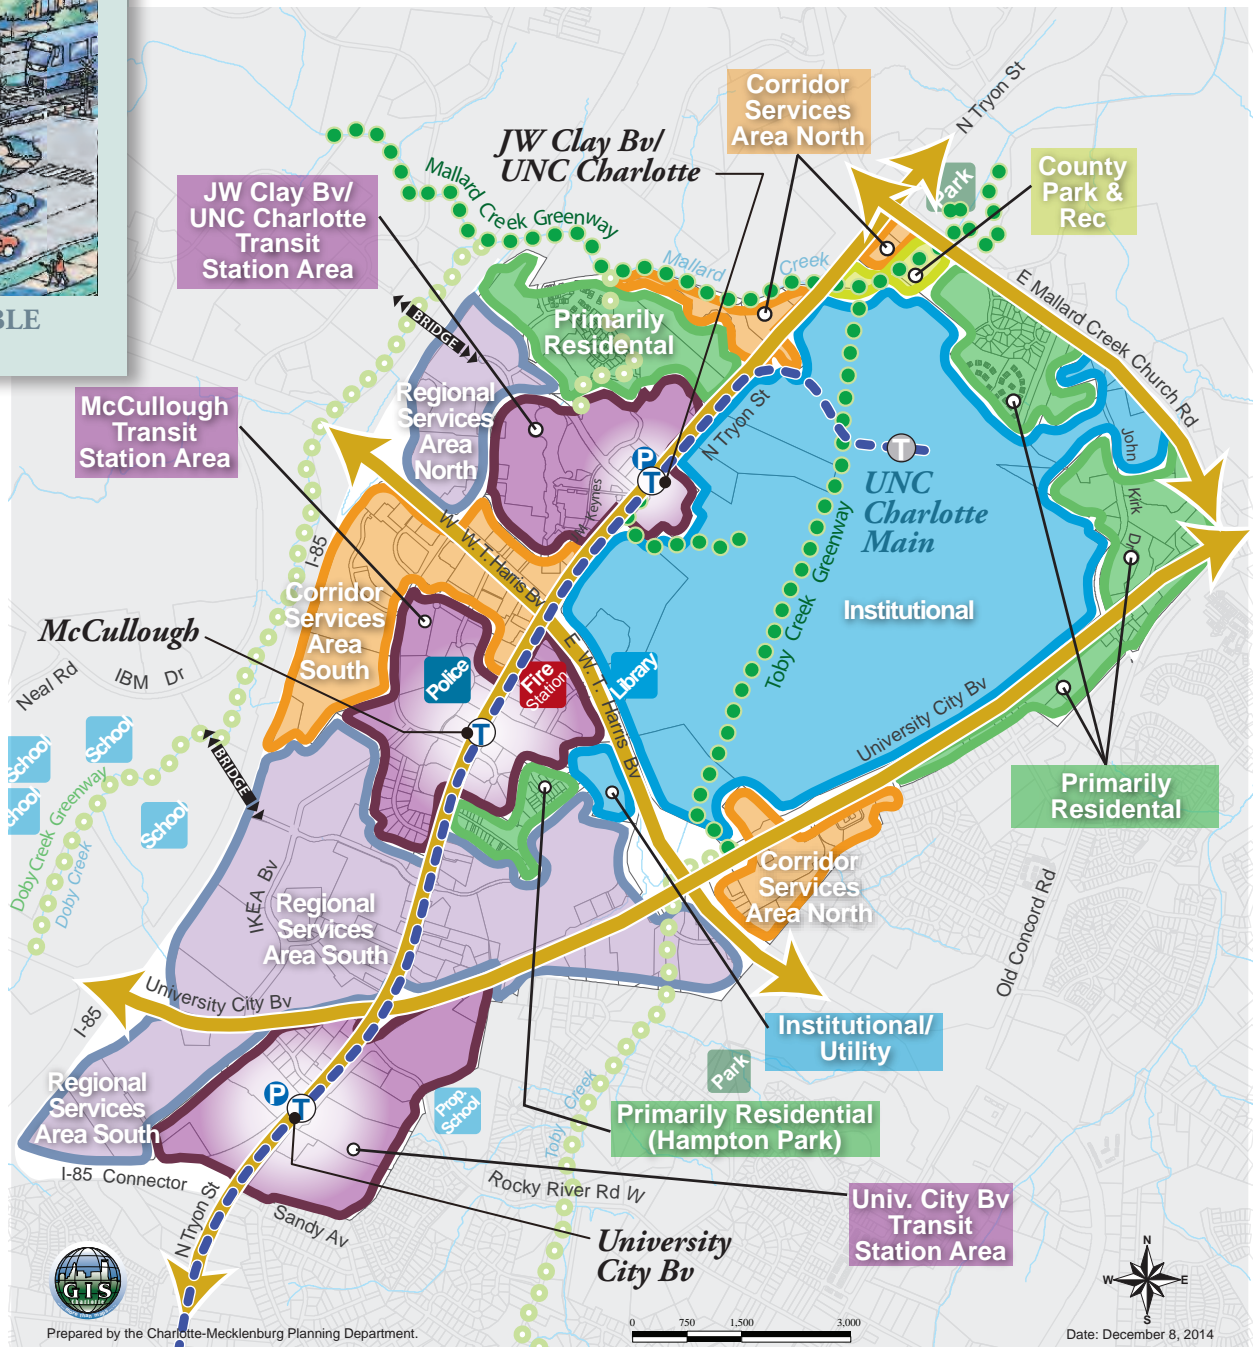 BLE
Corridor
Services
Area North
N Tryon St
JW Clay Bv/
UNC Charlotte
Park
County
Park &
Rec
JW Clay Bv/
UNC Charlotte
Transit
Station Area
Mallard Creek Greenway
Mallard Creek
E Mallard Creek Church Rd
BRIDGE
Primarily
Residental
Regional
Services
Area
North
McCullough
Transit
Station Area
N Tryon St
P
T
T
UNC
Charlotte
Main
John
Kirk
Dr
Keynes
I-85
W W.T. Harris Bv
Toby Creek Greenway
Institutional
Corridor
Services
Area
South
McCullough
Police
Fire
Station
Library
E W. T. Harris Bv
Neal Rd
IBM Dr
T
University City Bv
School
School
School
School
BRIDGE
Primarily
Residental
Doby Creek Greenway
Doby Creek
IKEA Bv
Corridor
Services
Area North
Regional
Services
Area South
Old Concord Rd
University City Bv
I-85
Institutional/
Utility
Park
Regional
Services
Area South
P
T
Prop.
School
Toby Creek
Primarily Residential
(Hampton Park)
I-85 Connector
Rocky River Rd W
Univ. City Bv
Transit
Station Area
N Tryon St
Sandy Av
University
City Bv
GIS
Charlotte
N
W
E
S
0 750 1,500 3,000
Prepared by the Charlotte-Mecklenburg Planning Department.
Date: December 8, 2014